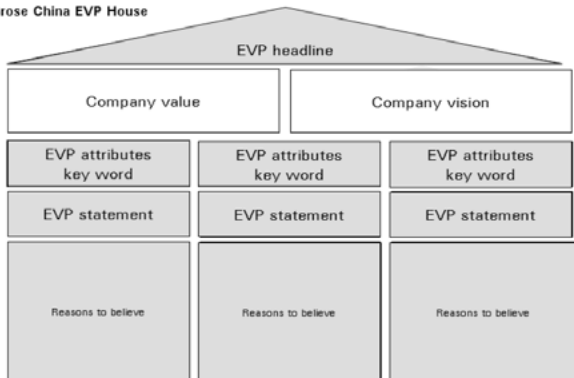 rose China EVP House
EVP headline
Company value
Company vision
EVP attributes
key word
EVP attributes
key word
EVP attributes
key word
EVP statement
EVP statement
EVP statement
Reasons to believe
Reasons to believe
Reasons to believe